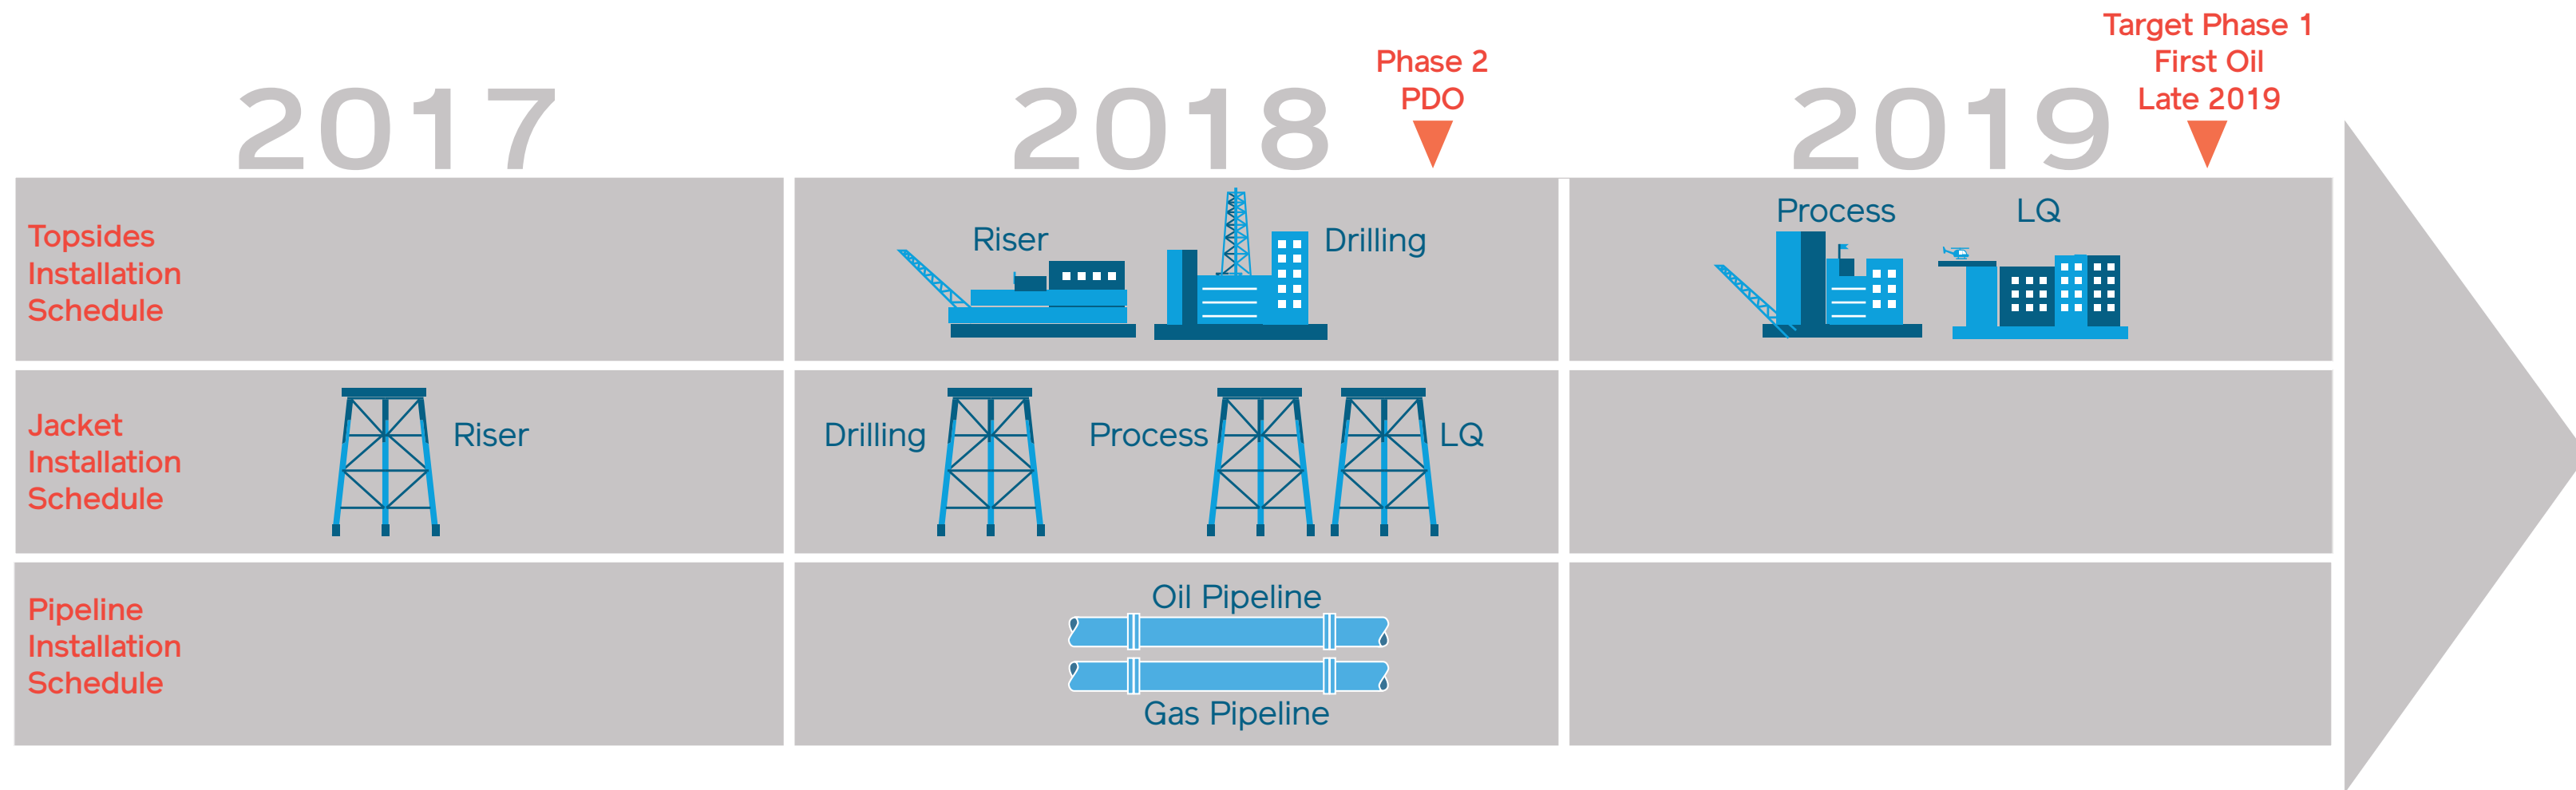 2017
2018
Phase 2
PDO
2019
Target Phase 1
First Oil
Late 2019
Topsides
Installation
Schedule
Riser
Drilling
Process
LQ
Jacket
Installation
Schedule
Riser
Drilling
Process
LQ
Pipeline
Installation
Schedule
Oil Pipeline
Gas Pipeline